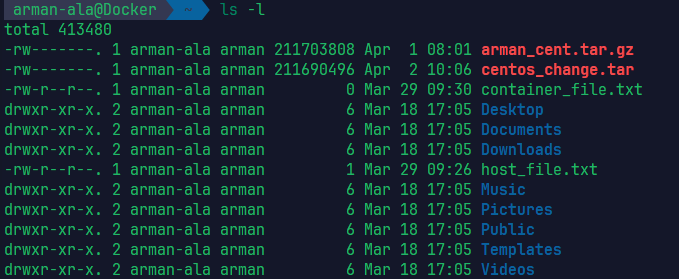 arman-ala@Docker ~ ls -l
total 413480
-rw-------. 1 arman-ala arman 211703808 Apr  1 08:01 arman_cent.tar.gz
-rw-------. 1 arman-ala arman 211690496 Apr  2 10:06 centos_change.tar
-rw-r--r--. 1 arman-ala arman         0 Mar 29 09:30 container_file.txt
drwxr-xr-x. 2 arman-ala arman         6 Mar 18 17:05 Desktop
drwxr-xr-x. 2 arman-ala arman         6 Mar 18 17:05 Documents
drwxr-xr-x. 2 arman-ala arman         6 Mar 18 17:05 Downloads
-rw-r--r--. 1 arman-ala arman         1 Mar 29 09:26 host_file.txt
drwxr-xr-x. 2 arman-ala arman         6 Mar 18 17:05 Music
drwxr-xr-x. 2 arman-ala arman         6 Mar 18 17:05 Pictures
drwxr-xr-x. 2 arman-ala arman         6 Mar 18 17:05 Public
drwxr-xr-x. 2 arman-ala arman         6 Mar 18 17:05 Templates
drwxr-xr-x. 2 arman-ala arman         6 Mar 18 17:05 Videos